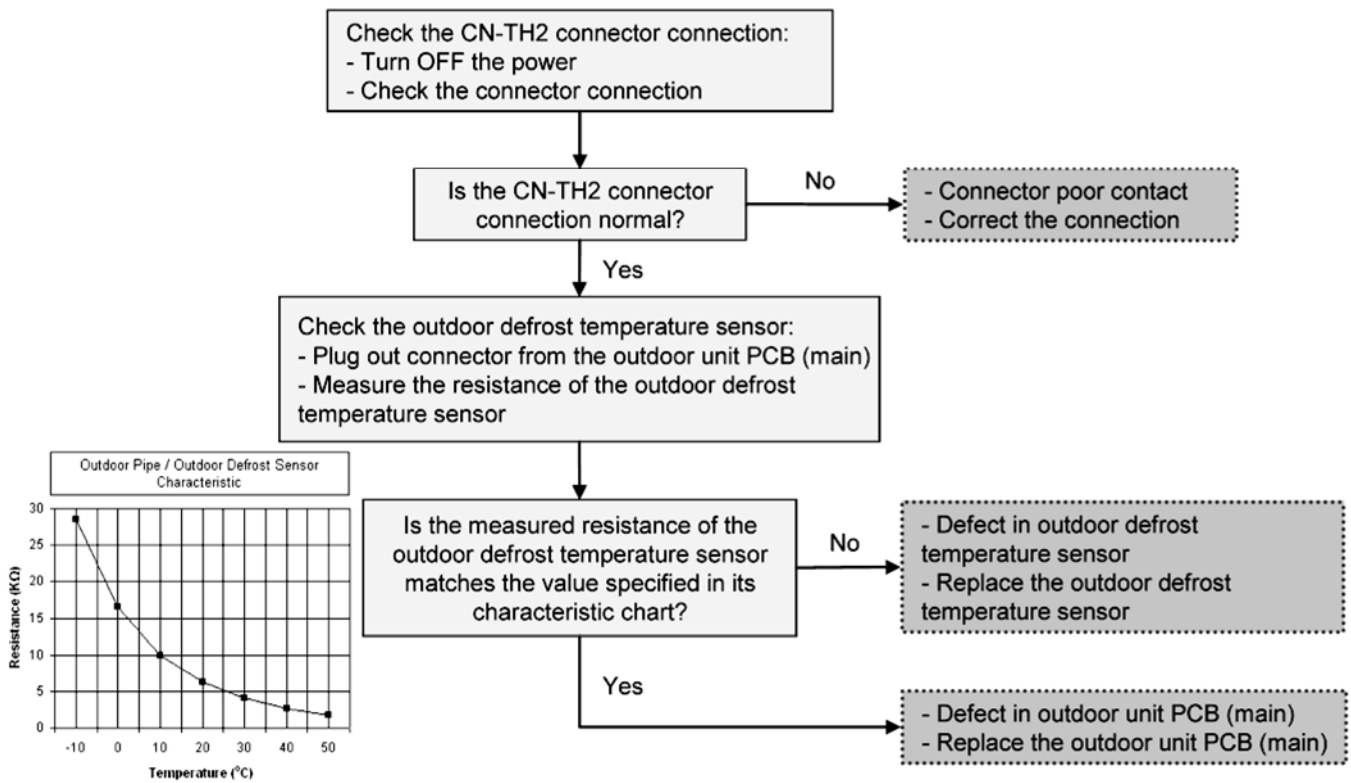 Check the CN-TH2 connector connection:
- Turn OFF the power
- Check the connector connection
Is the CN-TH2 connector
connection normal?
No
- Connector poor contact
- Correct the connection
Yes
Check the outdoor defrost temperature sensor:
- Plug out connector from the outdoor unit PCB (main)
- Measure the resistance of the outdoor defrost
temperature sensor
Is the measured resistance of the
outdoor defrost temperature sensor
matches the value specified in its
characteristic chart?
No
- Defect in outdoor defrost
temperature sensor
- Replace the outdoor defrost
temperature sensor
Yes
- Defect in outdoor unit PCB (main)
- Replace the outdoor unit PCB (main)
Outdoor Pipe / Outdoor Defrost Sensor
Characteristic
Resistance (KΩ)
30
25
20
15
10
5
0
-10 0 10 20 30 40 50
Temperature (°C)